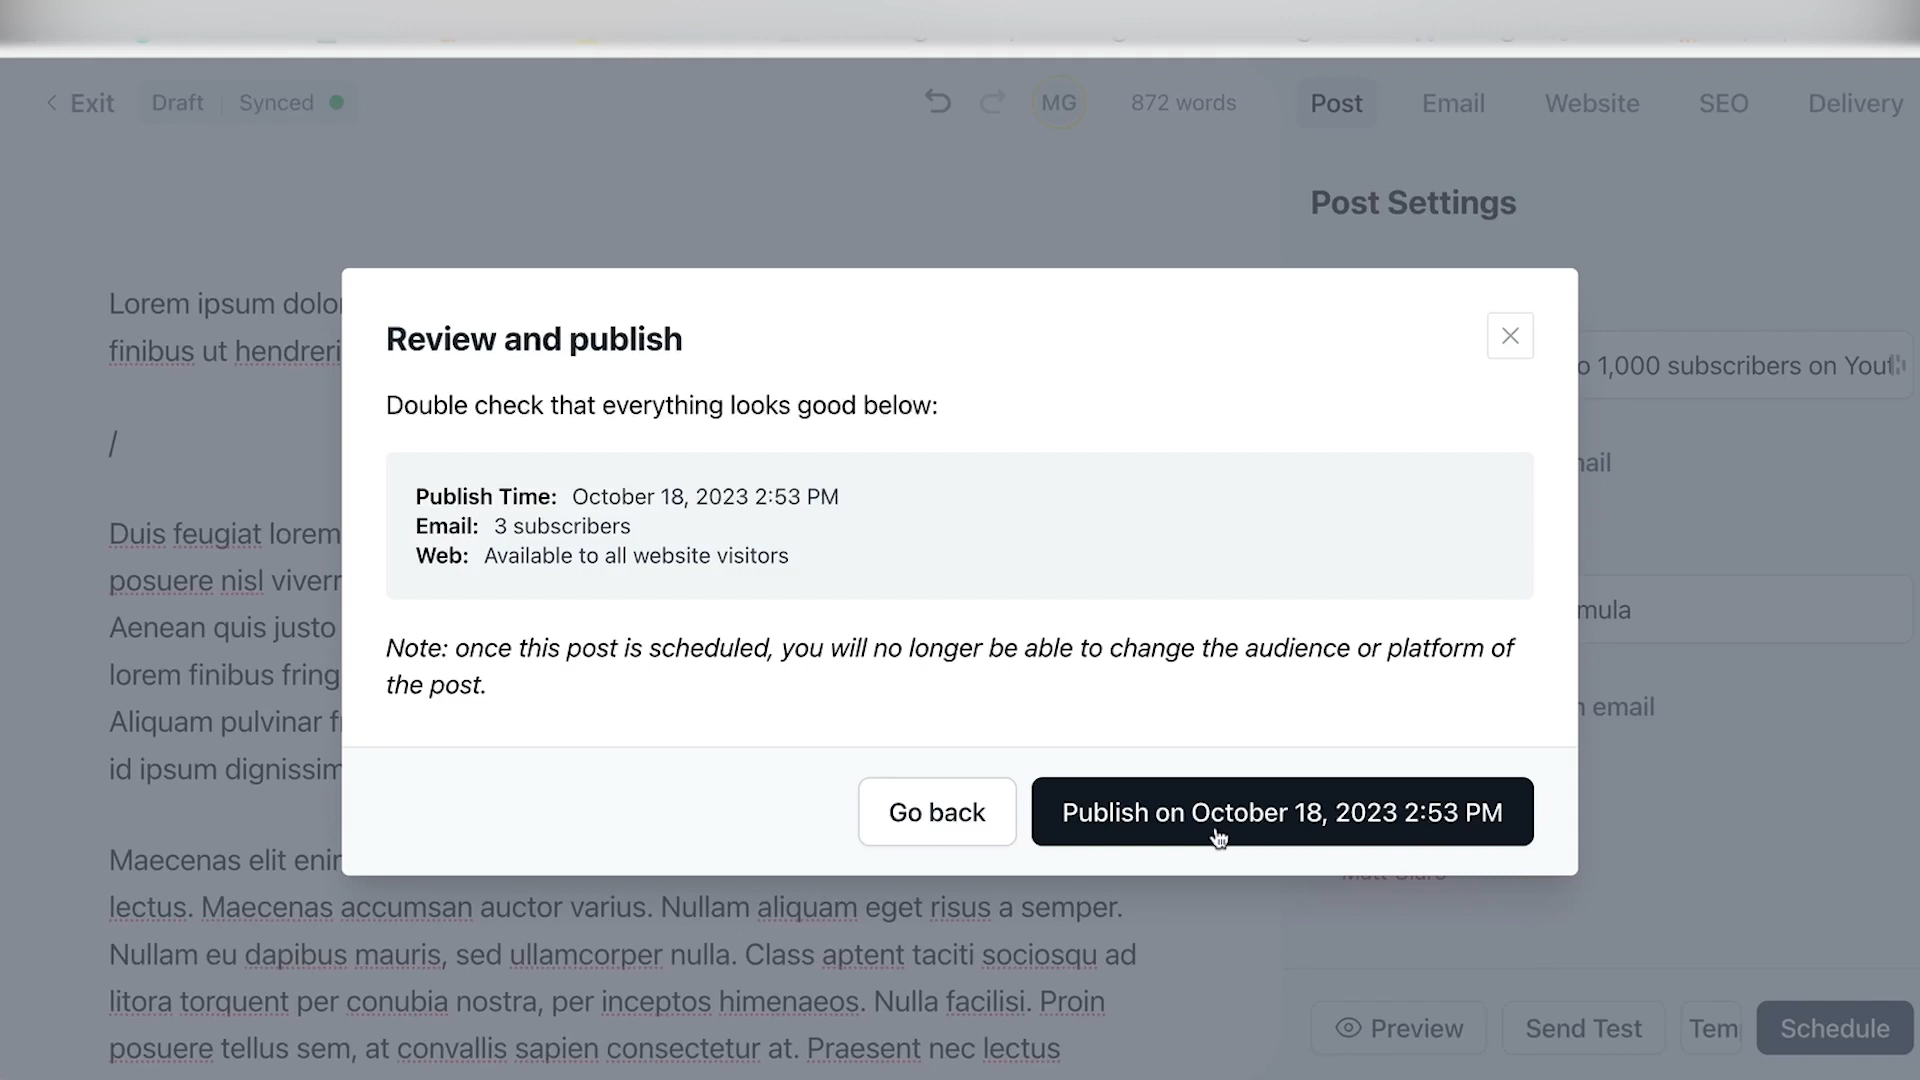 Exit Draft Synced MG 872 words Post Email Website SEO Delivery
Post Settings
Lorem ipsum dolor
finibus ut
o 1,000 subscribers on
/
Review and publish
Double check that everything looks good below:
Publish Time: October 18, 2023 2:53 PM
Email: 3 subscribers
Web: Available to all website visitors
Note: once this post is scheduled, you will no longer be able to change the audience or platform of
the post.
Go back Publish on October 18, 2023 2:53 PM
Duis feugiat lorem
posuere nisl
Aenean quis justo
lorem finibus
Aliquam pulvinar
id ipsum dignissim
mula
email
Maecenas elit
lectus. Maecenas accumsan auctor varius. Nullam aliquam eget risus a semper.
Nullam eu dapibus mauris, sed ullamcorper nulla. Class aptent taciti sociosqu ad
litora torquent per conubia nostra, per inceptos himenaeos. Nulla facilisi. Proin
posuere tellus sem, at convallis sapien consectetur at. Praesent nec lectus
Preview Send Test Tem Schedule